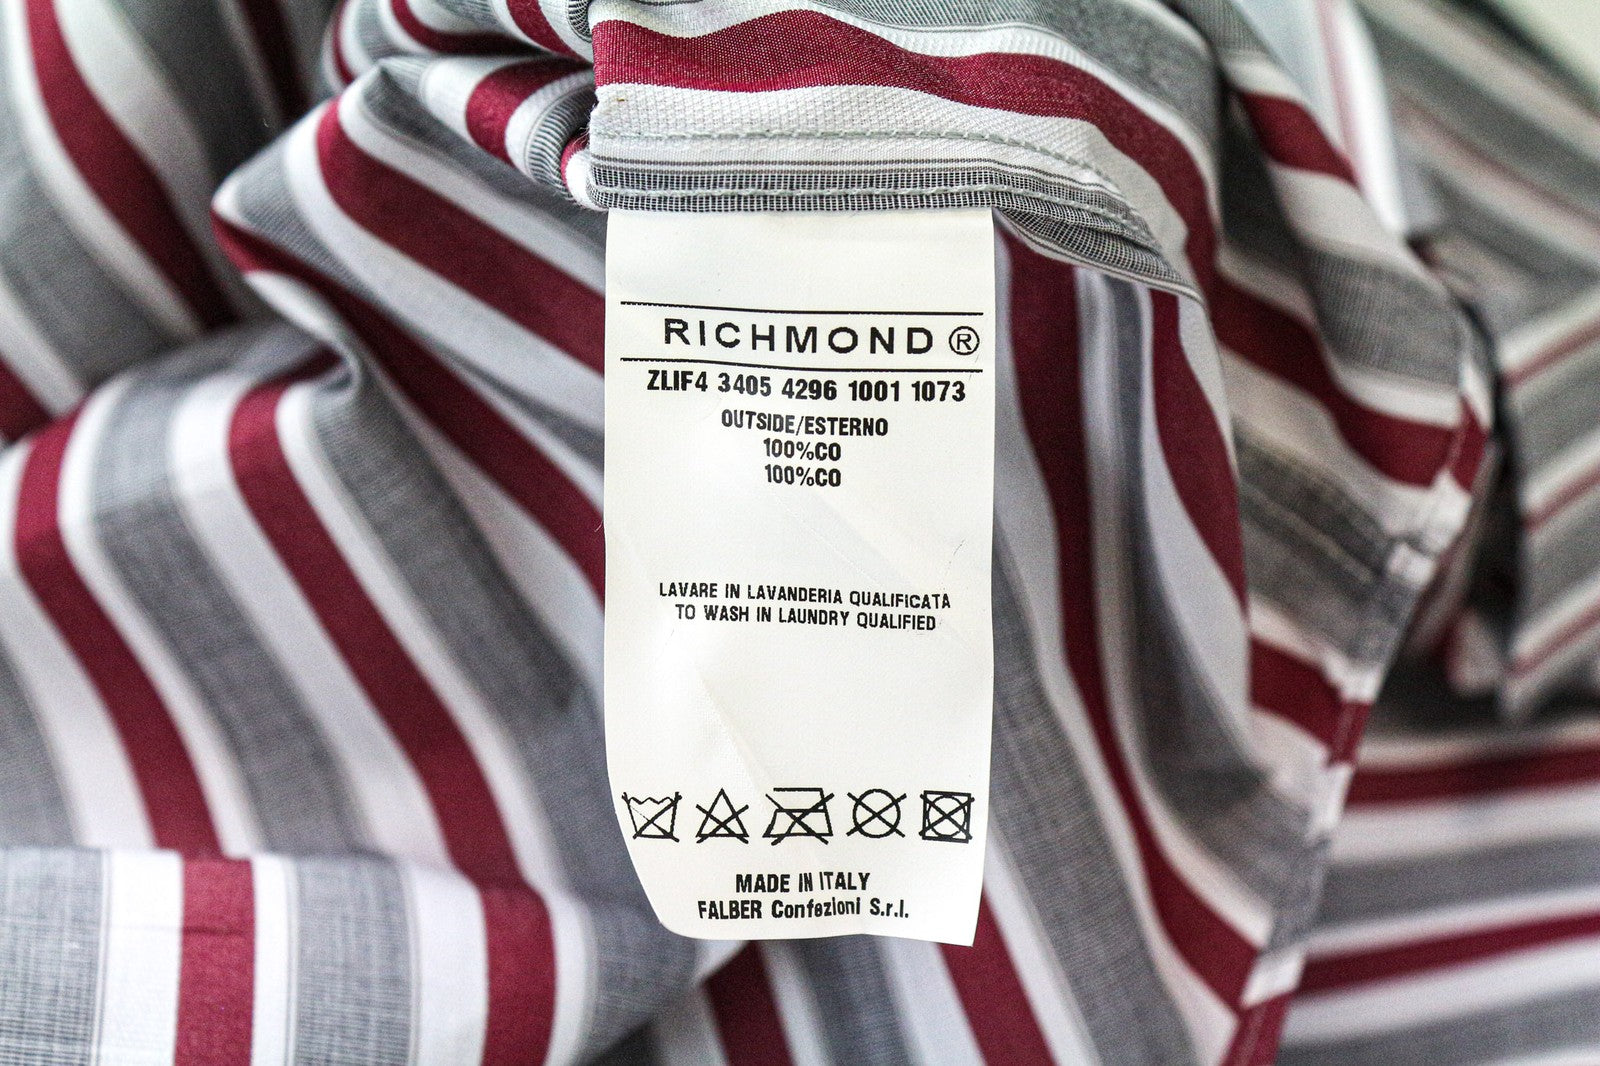 RICHMOND ®
ZLIF4 3405 4296 1001 1073
OUTSIDE/ESTERNO
100%CO
100%CO
LAVARE IN LAVANDERIA QUALIFICATA
TO WASH IN LAUNDRY QUALIFIED
MADE IN ITALY
FALBER Confezioni S.r.l.